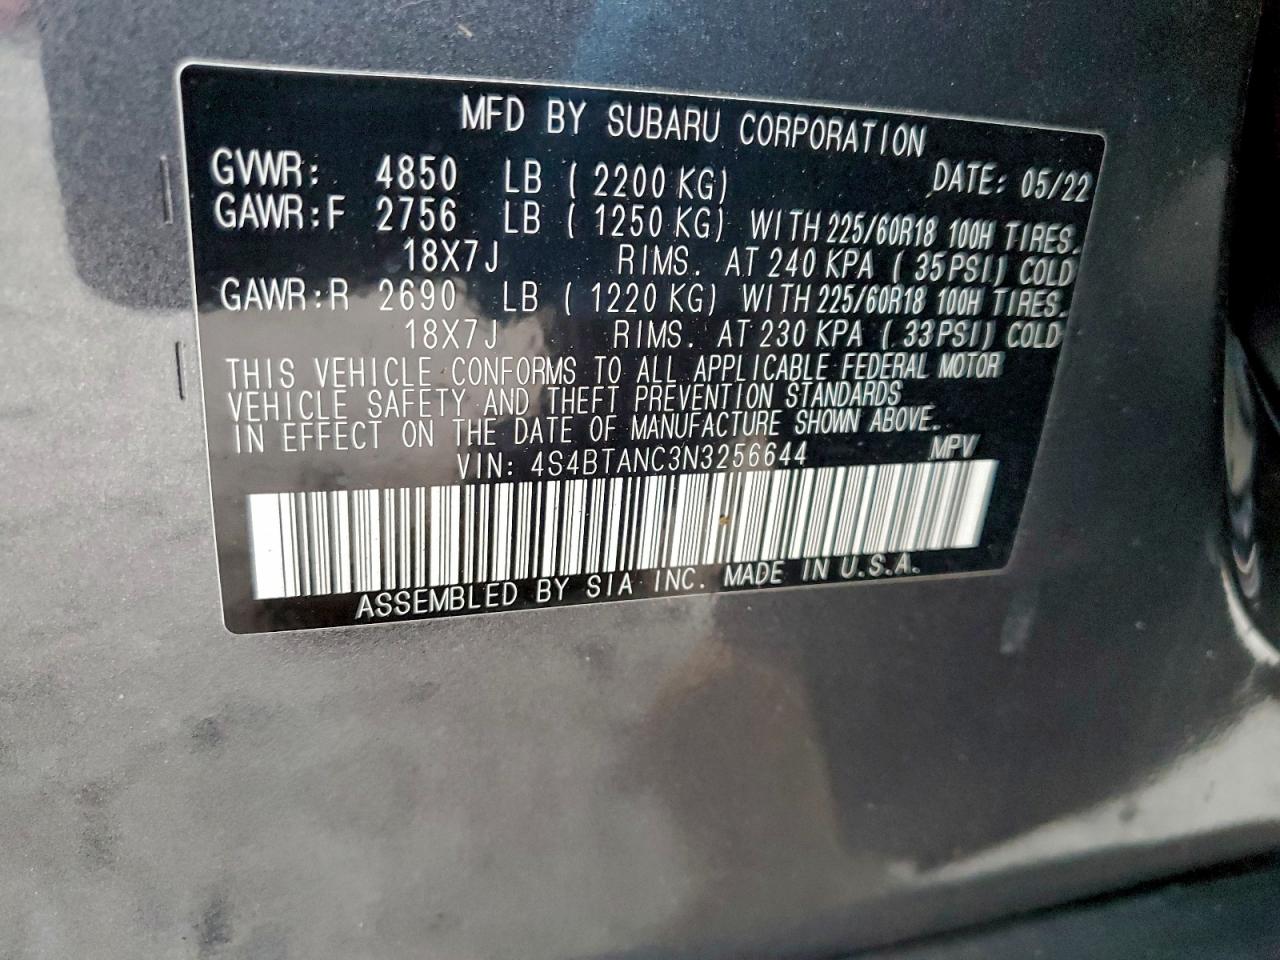 MFD BY SUBARU CORPORATION
GVWR: 4850 LB ( 2200 KG) DATE: 05/22
GAWR:F 2756 LB ( 1250 KG) WITH 225/60R18 100H TIRES.
18X7J RIMS. AT 240 KPA ( 35PSI) COLD
GAWR:R 2690 LB ( 1220 KG) WITH 225/60R18 100H TIRES.
18X7J RIMS. AT 230 KPA ( 33PSI) COLD
THIS VEHICLE CONFORMS TO ALL APPLICABLE FEDERAL MOTOR
VEHICLE SAFETY AND THEFT PREVENTION STANDARDS
IN EFFECT ON THE DATE OF MANUFACTURE SHOWN ABOVE.
VIN: 4S4BTANC3N3256644 MPV
ASSEMBLED BY SIA INC. MADE IN U.S.A.